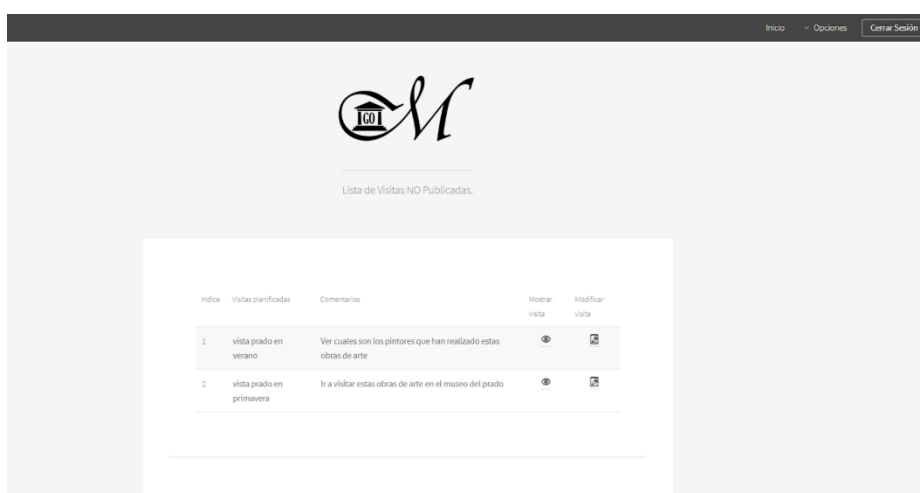 Inicio Opciones Cerrar Sesión
GO M
Lista de Visitas NO Publicadas.
Indice Visitas planificadas Comentarios Mostrar Modificar
visita visita
1 vista prado en Ver cuales son los pintores que han realizado estas
verano obras de arte
2 vista prado en Ir a visitar estas obras de arte en el museo del prado
primavera